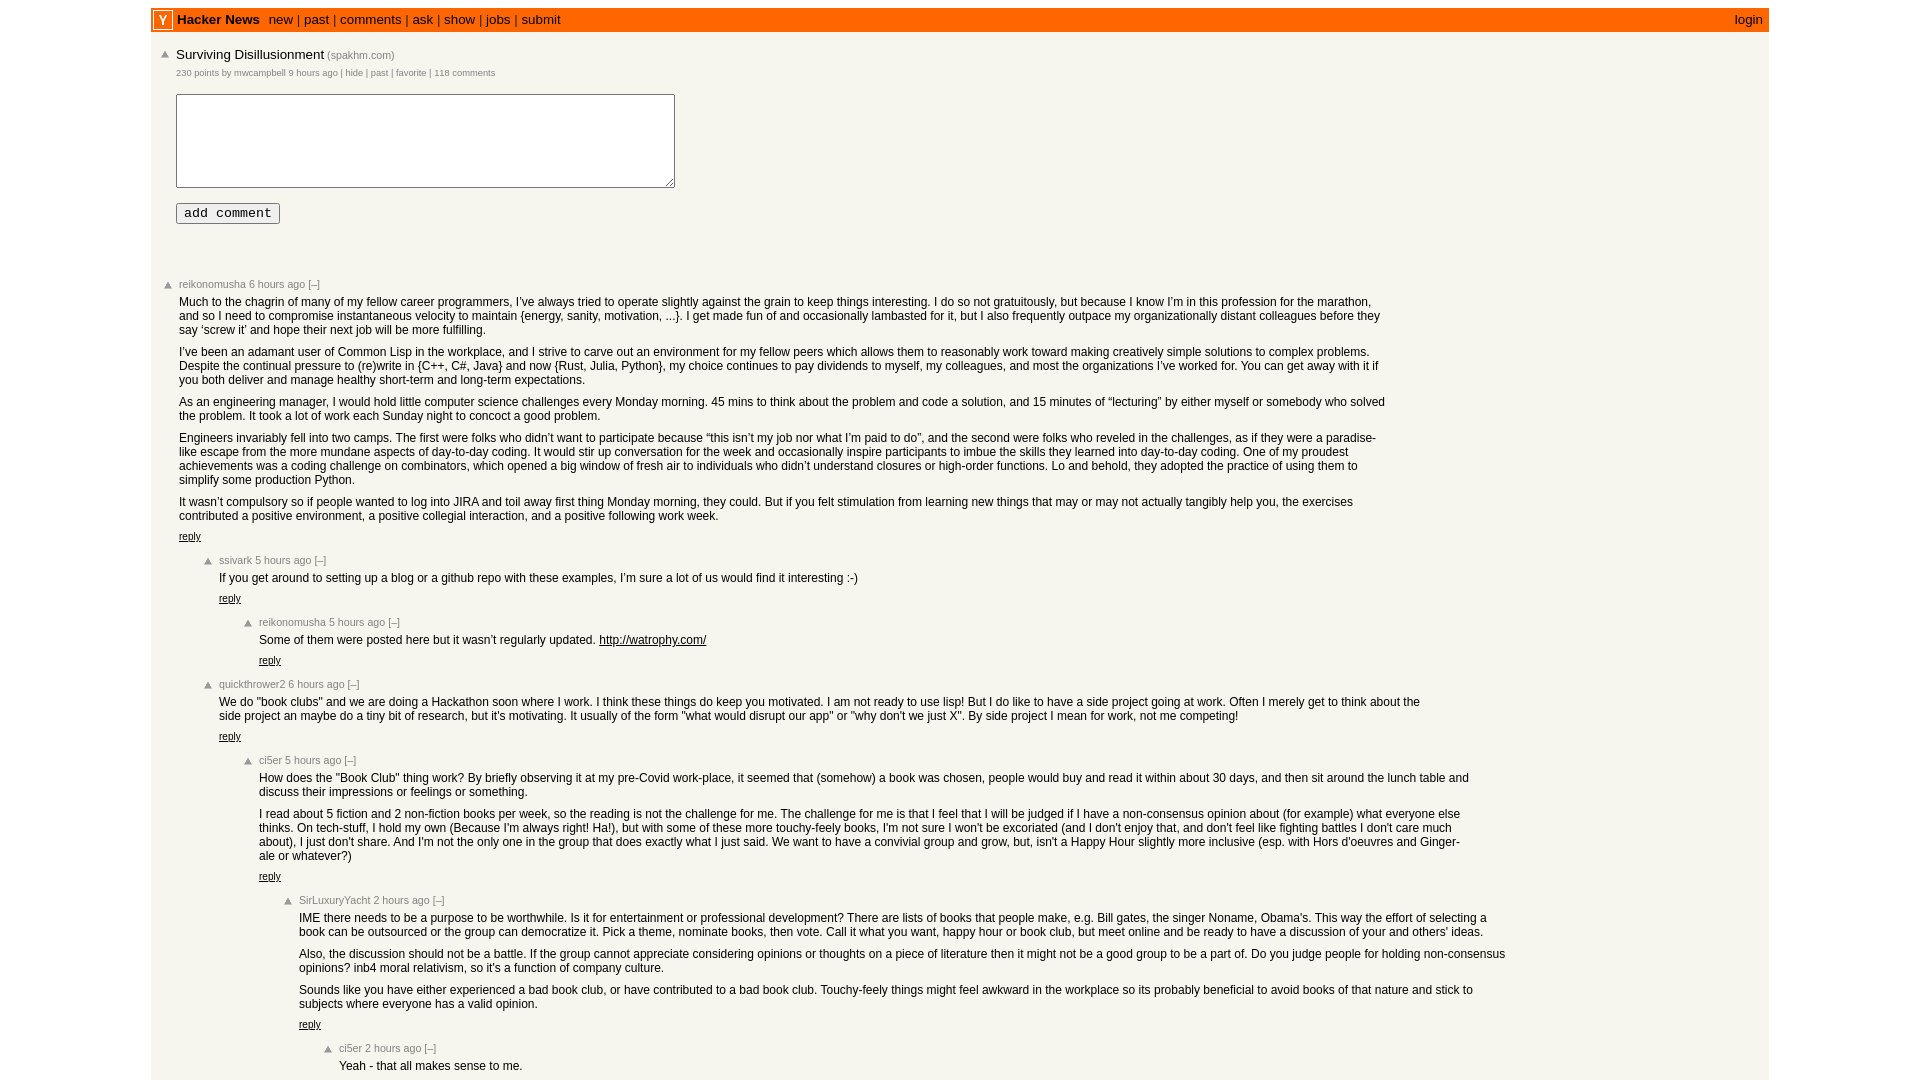 Y Hacker News new | past | comments | ask | show | jobs | submit login
Surviving Disillusionment (spakhm.com)
230 points by mwcampbell 9 hours ago | hide | past | favorite | 118 comments
add comment
reikonomusha 6 hours ago [–]
Much to the chagrin of many of my fellow career programmers, I’ve always tried to operate slightly against the grain to keep things interesting. I do so not gratuitously, but because I know I’m in this profession for the marathon,
and so I need to compromise instantaneous velocity to maintain {energy, sanity, motivation, ...}. I get made fun of and occasionally lambasted for it, but I also frequently outpace my organizationally distant colleagues before they
say ‘screw it’ and hope their next job will be more fulfilling.
I’ve been an adamant user of Common Lisp in the workplace, and I strive to carve out an environment for my fellow peers which allows them to reasonably work toward making creatively simple solutions to complex problems.
Despite the continual pressure to (re)write in {C++, C#, Java} and now {Rust, Julia, Python}, my choice continues to pay dividends to myself, my colleagues, and most the organizations I’ve worked for. You can get away with it if
you both deliver and manage healthy short-term and long-term expectations.
As an engineering manager, I would hold little computer science challenges every Monday morning. 45 mins to think about the problem and code a solution, and 15 minutes of “lecturing” by either myself or somebody who solved
the problem. It took a lot of work each Sunday night to concoct a good problem.
Engineers invariably fell into two camps. The first were folks who didn’t want to participate because “this isn’t my job nor what I’m paid to do”, and the second were folks who reveled in the challenges, as if they were a paradise-
like escape from the more mundane aspects of day-to-day coding. It would stir up conversation for the week and occasionally inspire participants to imbue the skills they learned into day-to-day coding. One of my proudest
achievements was a coding challenge on combinators, which opened a big window of fresh air to individuals who didn’t understand closures or high-order functions. Lo and behold, they adopted the practice of using them to
simplify some production Python.
It wasn’t compulsory so if people wanted to log into JIRA and toil away first thing Monday morning, they could. But if you felt stimulation from learning new things that may or may not actually tangibly help you, the exercises
contributed a positive environment, a positive collegial interaction, and a positive following work week.
reply
ssivark 5 hours ago [–]
If you get around to setting up a blog or a github repo with these examples, I’m sure a lot of us would find it interesting :-)
reply
reikonomusha 5 hours ago [–]
Some of them were posted here but it wasn’t regularly updated. http://watrophy.com/
reply
quickthrower2 6 hours ago [–]
We do "book clubs" and we are doing a Hackathon soon where I work. I think these things do keep you motivated. I am not ready to use lisp! But I do like to have a side project going at work. Often I merely get to think about the
side project an maybe do a tiny bit of research, but it's motivating. It usually of the form "what would disrupt our app" or "why don't we just X". By side project I mean for work, not me competing!
reply
ci5er 5 hours ago [–]
How does the "Book Club" thing work? By briefly observing it at my pre-Covid work-place, it seemed that (somehow) a book was chosen, people would buy and read it within about 30 days, and then sit around the lunch table and
discuss their impressions or feelings or something.
I read about 5 fiction and 2 non-fiction books per week, so the reading is not the challenge for me. The challenge for me is that I feel that I will be judged if I have a non-consensus opinion about (for example) what everyone else
thinks. On tech-stuff, I hold my own (Because I'm always right! Ha!), but with some of these more touchy-feely books, I'm not sure I won't be excoriated (and I don't enjoy that, and don't feel like fighting battles I don't care much
about), I just don't share. And I'm not the only one in the group that does exactly what I just said. We want to have a convivial group and grow, but, isn't a Happy Hour slightly more inclusive (esp. with Hors d'oeuvres and Ginger-
ale or whatever?)
reply
SirLuxuryYacht 2 hours ago [–]
IME there needs to be a purpose to be worthwhile. Is it for entertainment or professional development? There are lists of books that people make, e.g. Bill gates, the singer Noname, Obama's. This way the effort of selecting a
book can be outsourced or the group can democratize it. Pick a theme, nominate books, then vote. Call it what you want, happy hour or book club, but meet online and be ready to have a discussion of your and others' ideas.
Also, the discussion should not be a battle. If the group cannot appreciate considering opinions or thoughts on a piece of literature then it might not be a good group to be a part of. Do you judge people for holding non-consensus
opinions? inb4 moral relativism, so it's a function of company culture.
Sounds like you have either experienced a bad book club, or have contributed to a bad book club. Touchy-feely things might feel awkward in the workplace so its probably beneficial to avoid books of that nature and stick to
subjects where everyone has a valid opinion.
reply
ci5er 2 hours ago [–]
Yeah - that all makes sense to me.